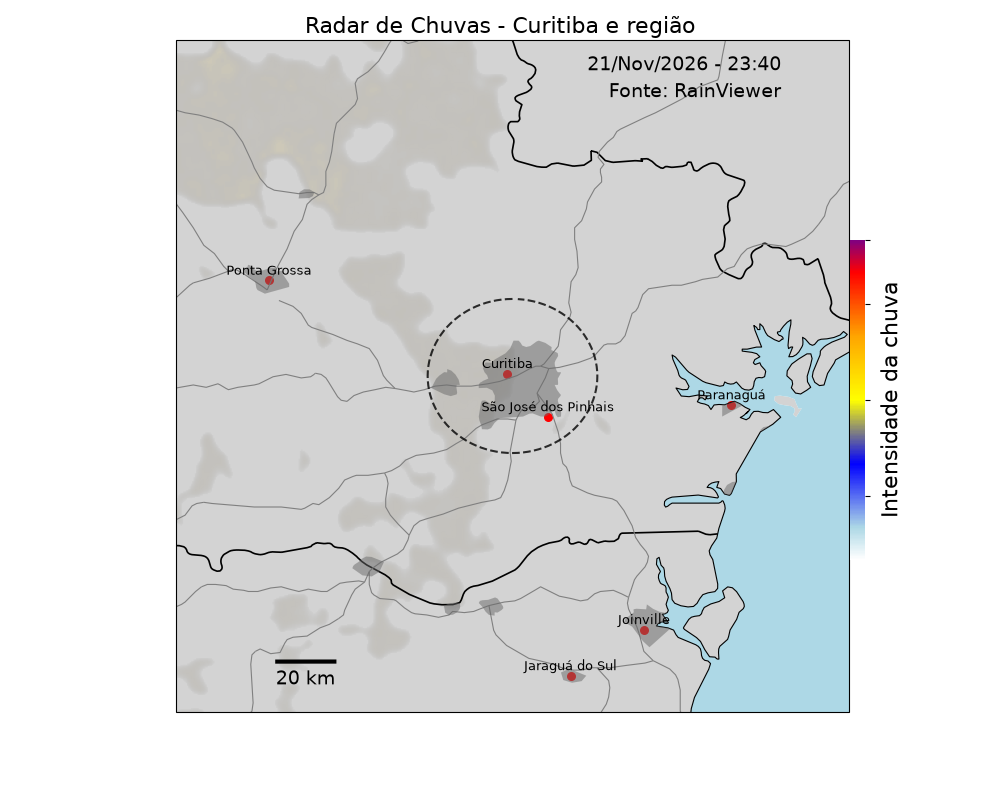 Radar de Chuvas - Curitiba e região
21/Nov/2026 - 23:40
Fonte: RainViewer
Ponta Grossa
Curitiba
Paranaguá
São José dos Pinhais
Intensidade da chuva
Joinville
Jaraguá do Sul
20 km